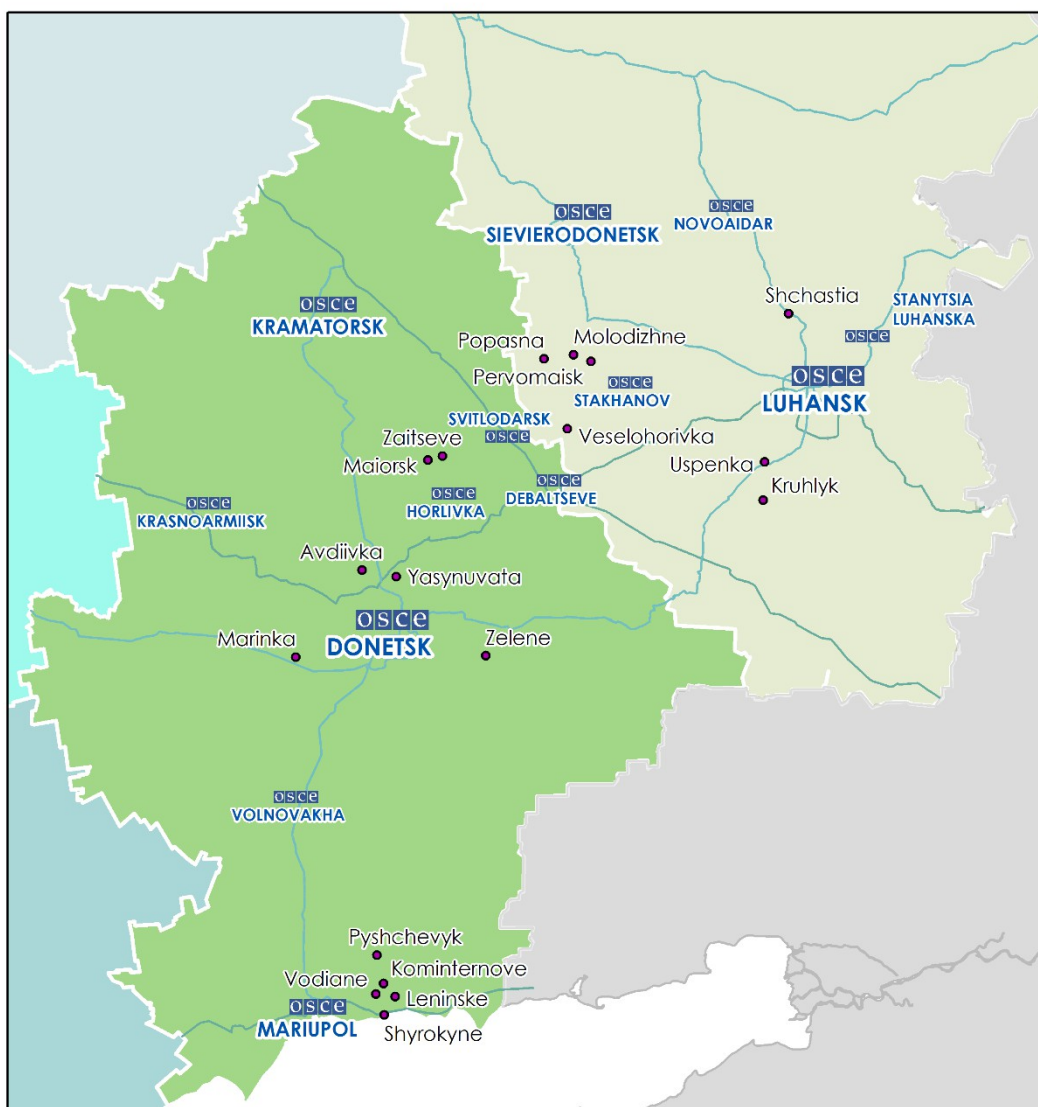 osce
SIEVIERODONETSK
osce
NOVOAIDAR
osce
KRAMATORSK
Shchastia
STANYTSIA
LUHANSKA
osce
Popasna
Molodizhne
Pervomaisk
osce
STAKHANOV
osce
LUHANSK
SVITLODARSK
osce
Veselohorivka
Zaitseve
Maiorsk
Uspenka
Kruhlyk
osce
HORLIVKA
osce
DEBALTSEVE
osce
KRASNOARMIISK
Avdiivka
Yasynuvata
osce
DONETSK
Marinka
Zelene
osce
VOLNOVAKHA
Pyshchevyk
Kominternove
Vodiane
Leninske
osce
MARIUPOL
Shyrokyne